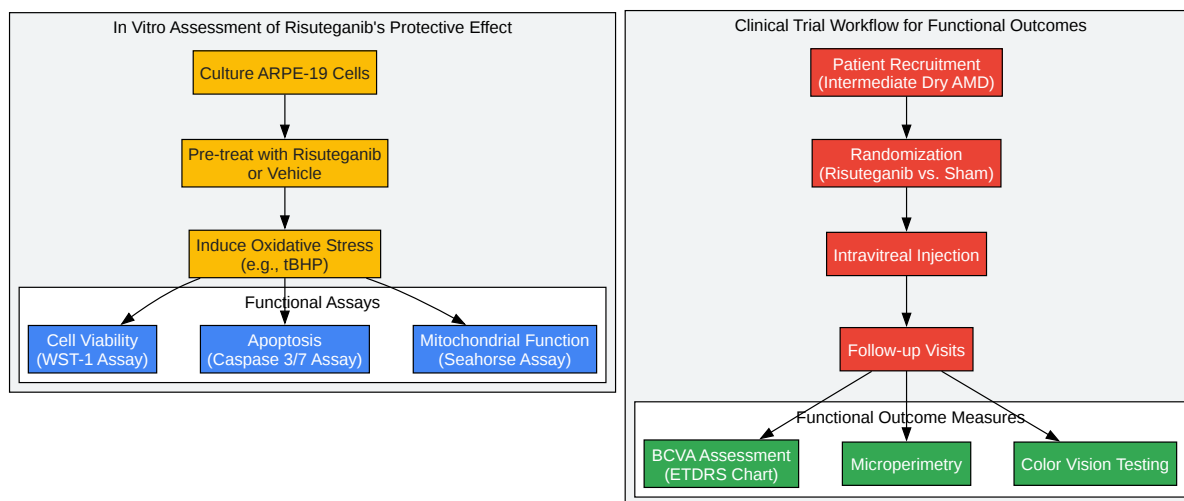 In Vitro Assessment of Risuteganib's Protective Effect
Culture ARPE-19 Cells
Pre-treat with Risuteganib
or Vehicle
Induce Oxidative Stress
(e.g., tBHP)
Functional Assays
Cell Viability
(WST-1 Assay)
Apoptosis
(Caspase 3/7 Assay)
Mitochondrial Function
(Seahorse Assay)
Clinical Trial Workflow for Functional Outcomes
Patient Recruitment
(Intermediate Dry AMD)
Randomization
(Risuteganib vs. Sham)
Intravitreal Injection
Follow-up Visits
Functional Outcome Measures
BCVA Assessment
(ETDRS Chart)
Microperimetry
Color Vision Testing